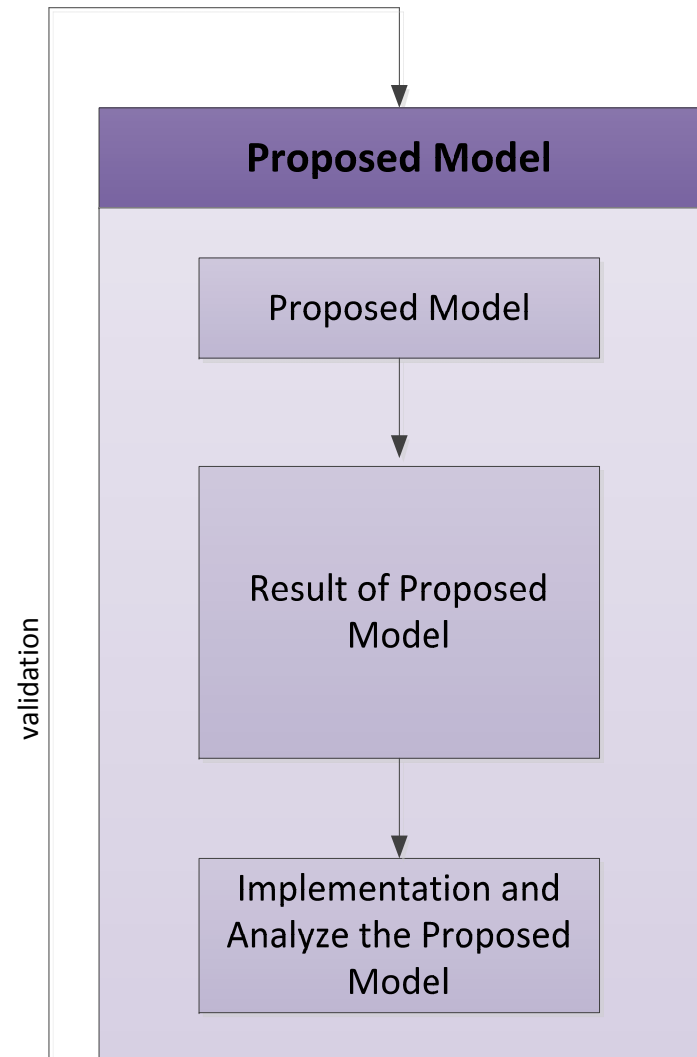 Proposed Model
Proposed Model
Result of Proposed
Model
validation
Implementation and
Analyze the Proposed
Model